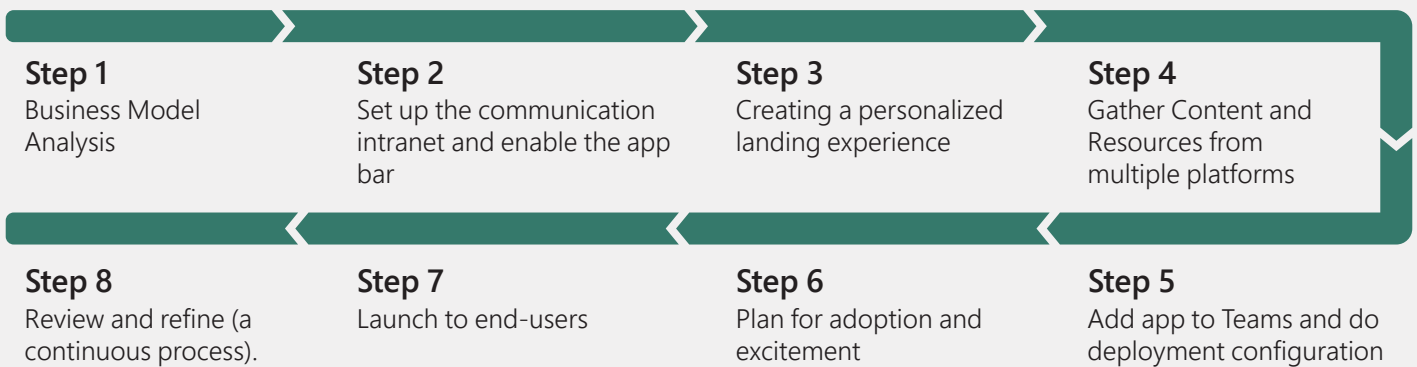 Step 1
Business Model
Analysis
Step 2
Set up the communication
intranet and enable the app
bar
Step 3
Creating a personalized
landing experience
Step 4
Gather Content and
Resources from
multiple platforms
Step 5
Add app to Teams and do
deployment configuration
Step 6
Plan for adoption and
excitement
Step 7
Launch to end-users
Step 8
Review and refine (a
continuous process).